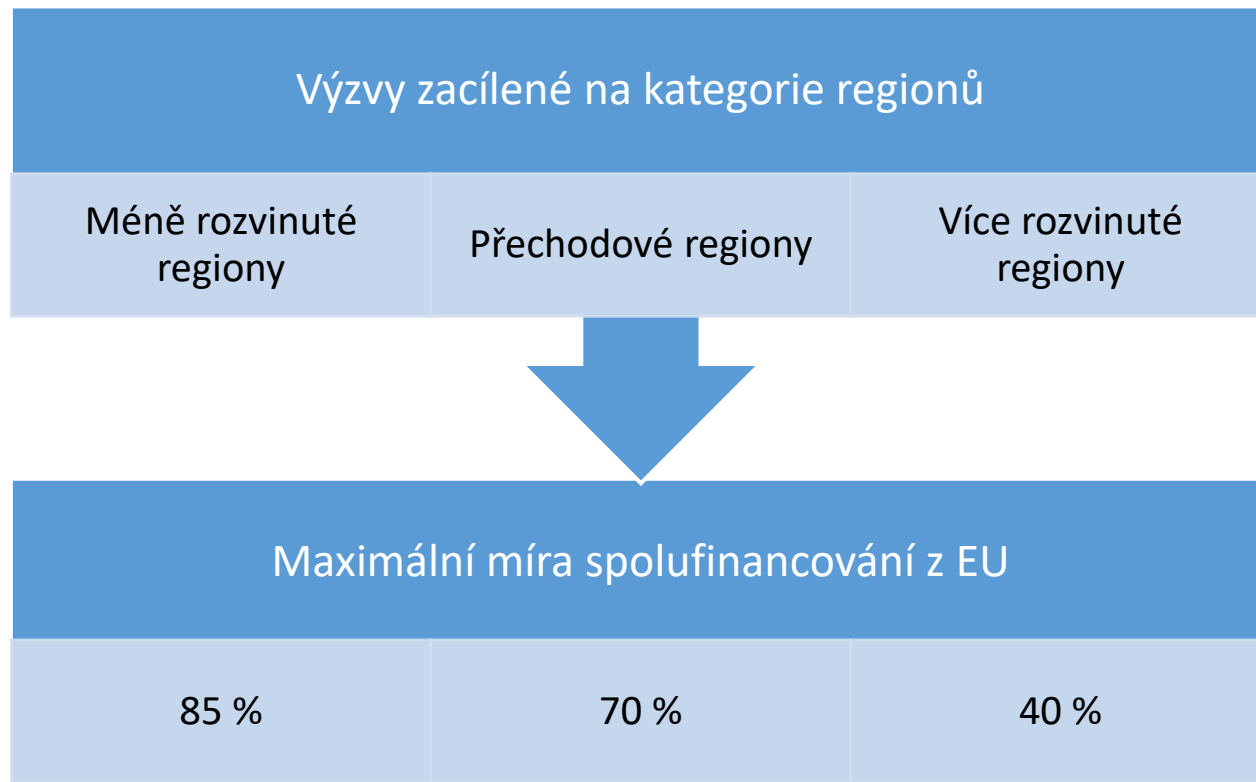 Výzvy zacílené na kategorie regionů
Méně rozvinuté
regiony
Přechodové regiony
Více rozvinuté
regiony
Maximální míra spolufinancování z EU
85 %
70 %
40 %